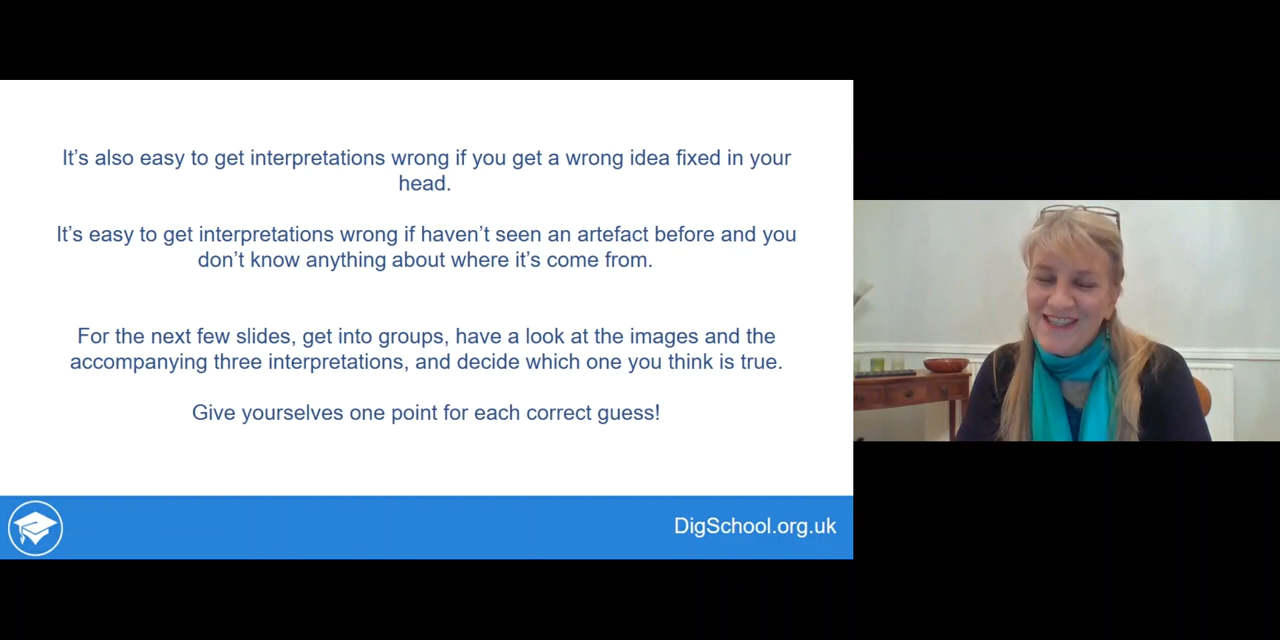 It’s also easy to get interpretations wrong if you get a wrong idea fixed in your
head.
It’s easy to get interpretations wrong if haven’t seen an artefact before and you
don’t know anything about where it’s come from.
For the next few slides, get into groups, have a look at the images and the
accompanying three interpretations, and decide which one you think is true.
Give yourselves one point for each correct guess!
DigSchool.org.uk